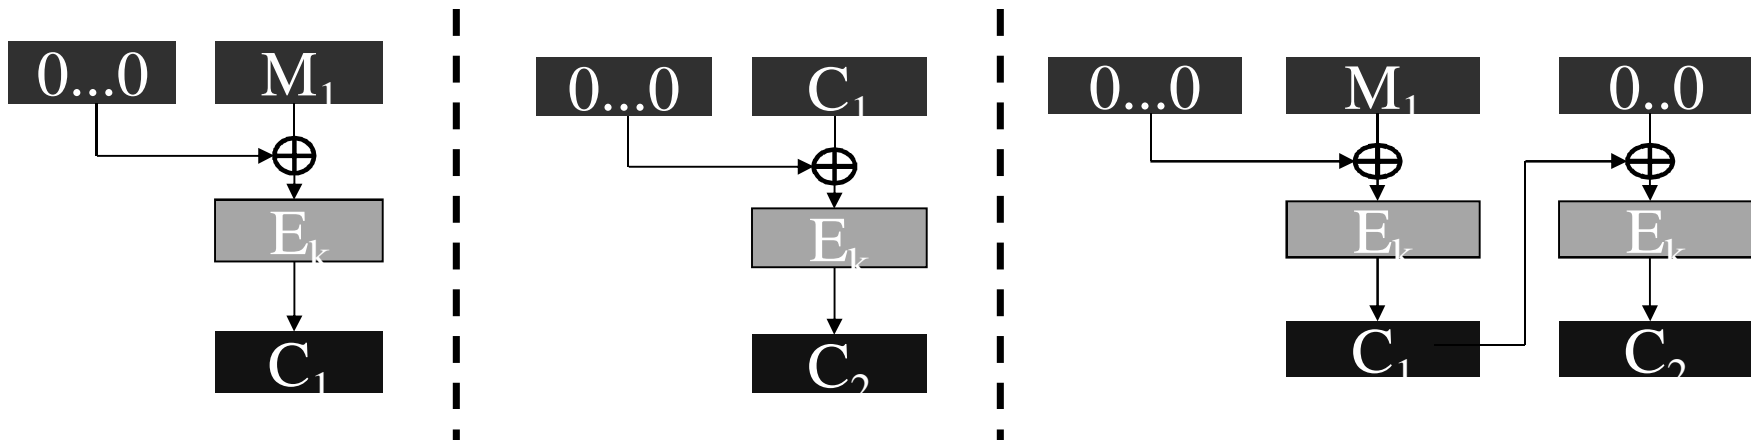 0...0 M₁
Eₖ
C₁
0...0 C₁
Eₖ
C₂
0...0 M₁ 0..0
Eₖ Eₖ
C₁ C₂